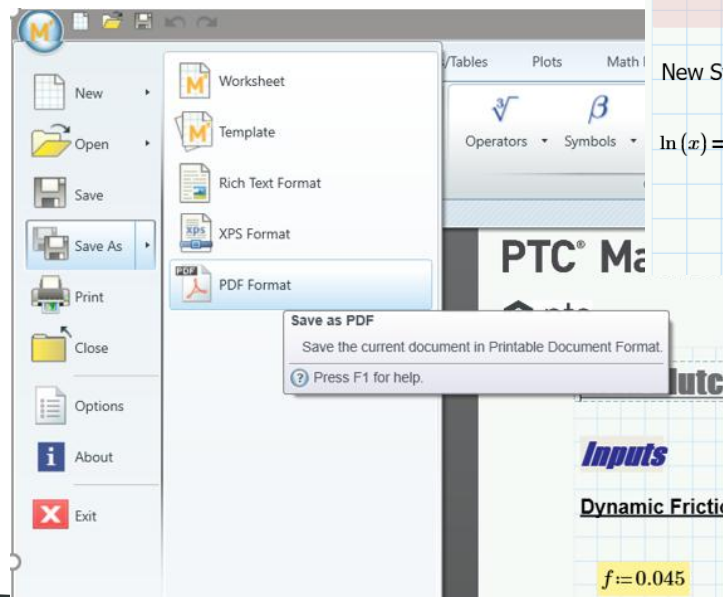 New
Open
Save
Save As
Print
Close
Options
About
Exit
Worksheet
Template
Rich Text Format
XPS Format
PDF Format
Save as PDF
Save the current document in Printable Document Format.
Press F1 for help.
/Tables Plots Math
Operators Symbols
New S
ln(x)=
PTC® Ma
lutc
Inputs
Dynamic Frictio
f:=0.045